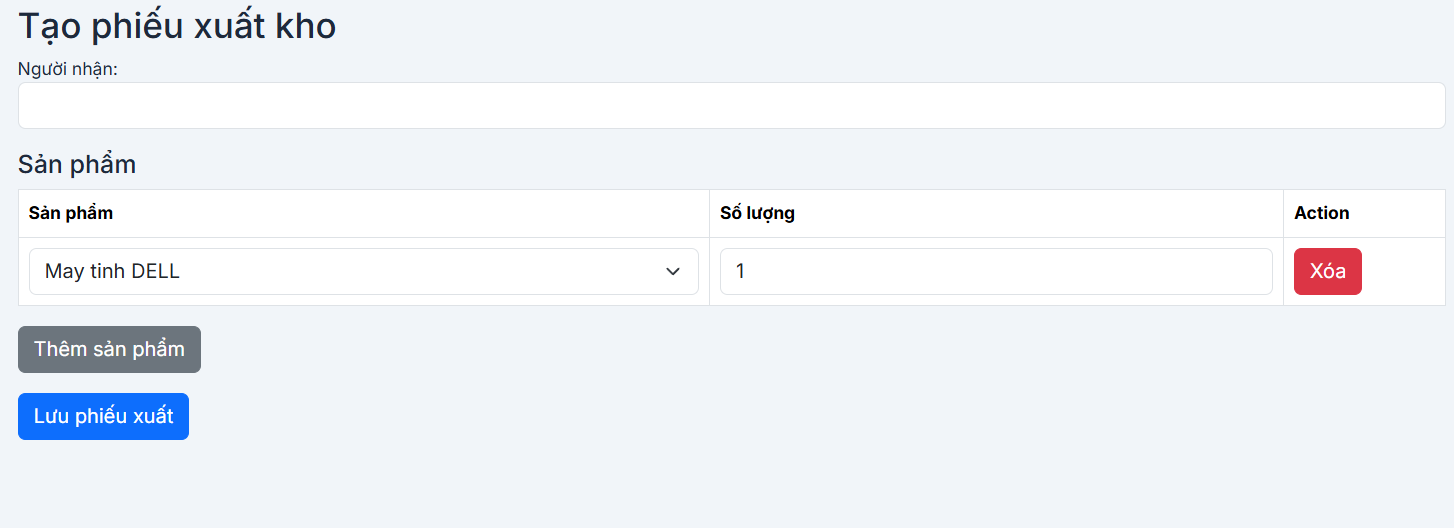 Tạo phiếu xuất kho
Người nhận:
Sản phẩm
Sản phẩm Số lượng Action
May tinh DELL 1 Xóa
Thêm sản phẩm
Lưu phiếu xuất